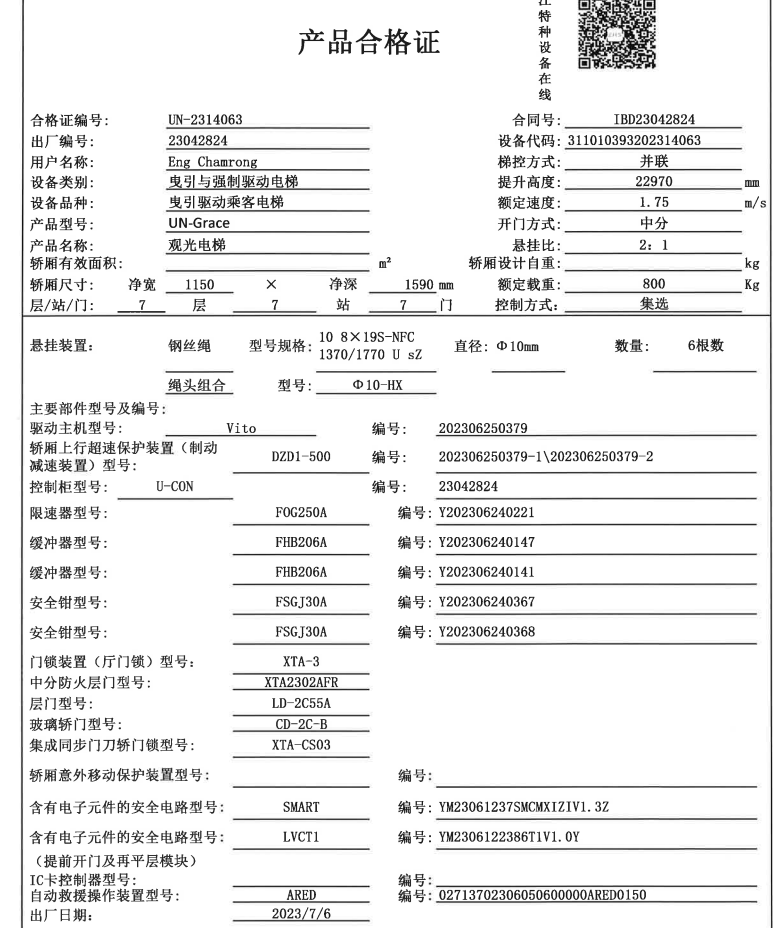 产品合格证
特种设备在线
合格证编号: UN-2314063 合同号: IBD23042824
出厂编号: 23042824 设备代码: 311010393202314063
用户名称: Eng Chamrong 梯控方式: 并联
设备类别: 曳引与强制驱动电梯 提升高度: 22970 mm
设备品种: 曳引驱动乘客电梯 额定速度: 1.75 m/s
产品型号: UN-Grace 开门方式: 中分
产品名称: 观光电梯 悬挂比: 2: 1
轿厢有效面积: m² 轿厢设计自重: kg
轿厢尺寸: 净宽 1150 × 净深 1590 mm 额定载重: 800 Kg
层/站/门: 7 层 7 站 7 门 控制方式: 集选
悬挂装置: 钢丝绳 型号规格: 10 8×19S-NFC 1370/1770 U sZ 直径: Φ10mm 数量: 6根数
绳头组合 型号: Φ10-HX
主要部件型号及编号:
驱动主机型号: Vito 编号: 202306250379
轿厢上行超速保护装置（制动
减速装置）型号: DZD1-500 编号: 202306250379-1\202306250379-2
控制柜型号: U-CON 编号: 23042824
限速器型号: FOG250A 编号: Y202306240221
缓冲器型号: FHB206A 编号: Y202306240147
缓冲器型号: FHB206A 编号: Y202306240141
安全钳型号: FSGJ30A 编号: Y202306240367
安全钳型号: FSGJ30A 编号: Y202306240368
门锁装置（厅门锁）型号: XTA-3
中分防火层门型号: XTA2302AFR
层门型号: LD-2C55A
玻璃轿门型号: CD-2C-B
集成同步门刀轿门锁型号: XTA-CS03
轿厢意外移动保护装置型号: 编号:
含有电子元件的安全电路型号: SMART 编号: YM23061237SMCMXIZIV1.3Z
含有电子元件的安全电路型号: LVCT1 编号: YM2306122386T1V1.0Y
（提前开门及再平层模块）
IC卡控制器型号: 编号:
自动救援操作装置型号: ARED 编号: 02713702306050600000ARED0150
出厂日期: 2023/7/6